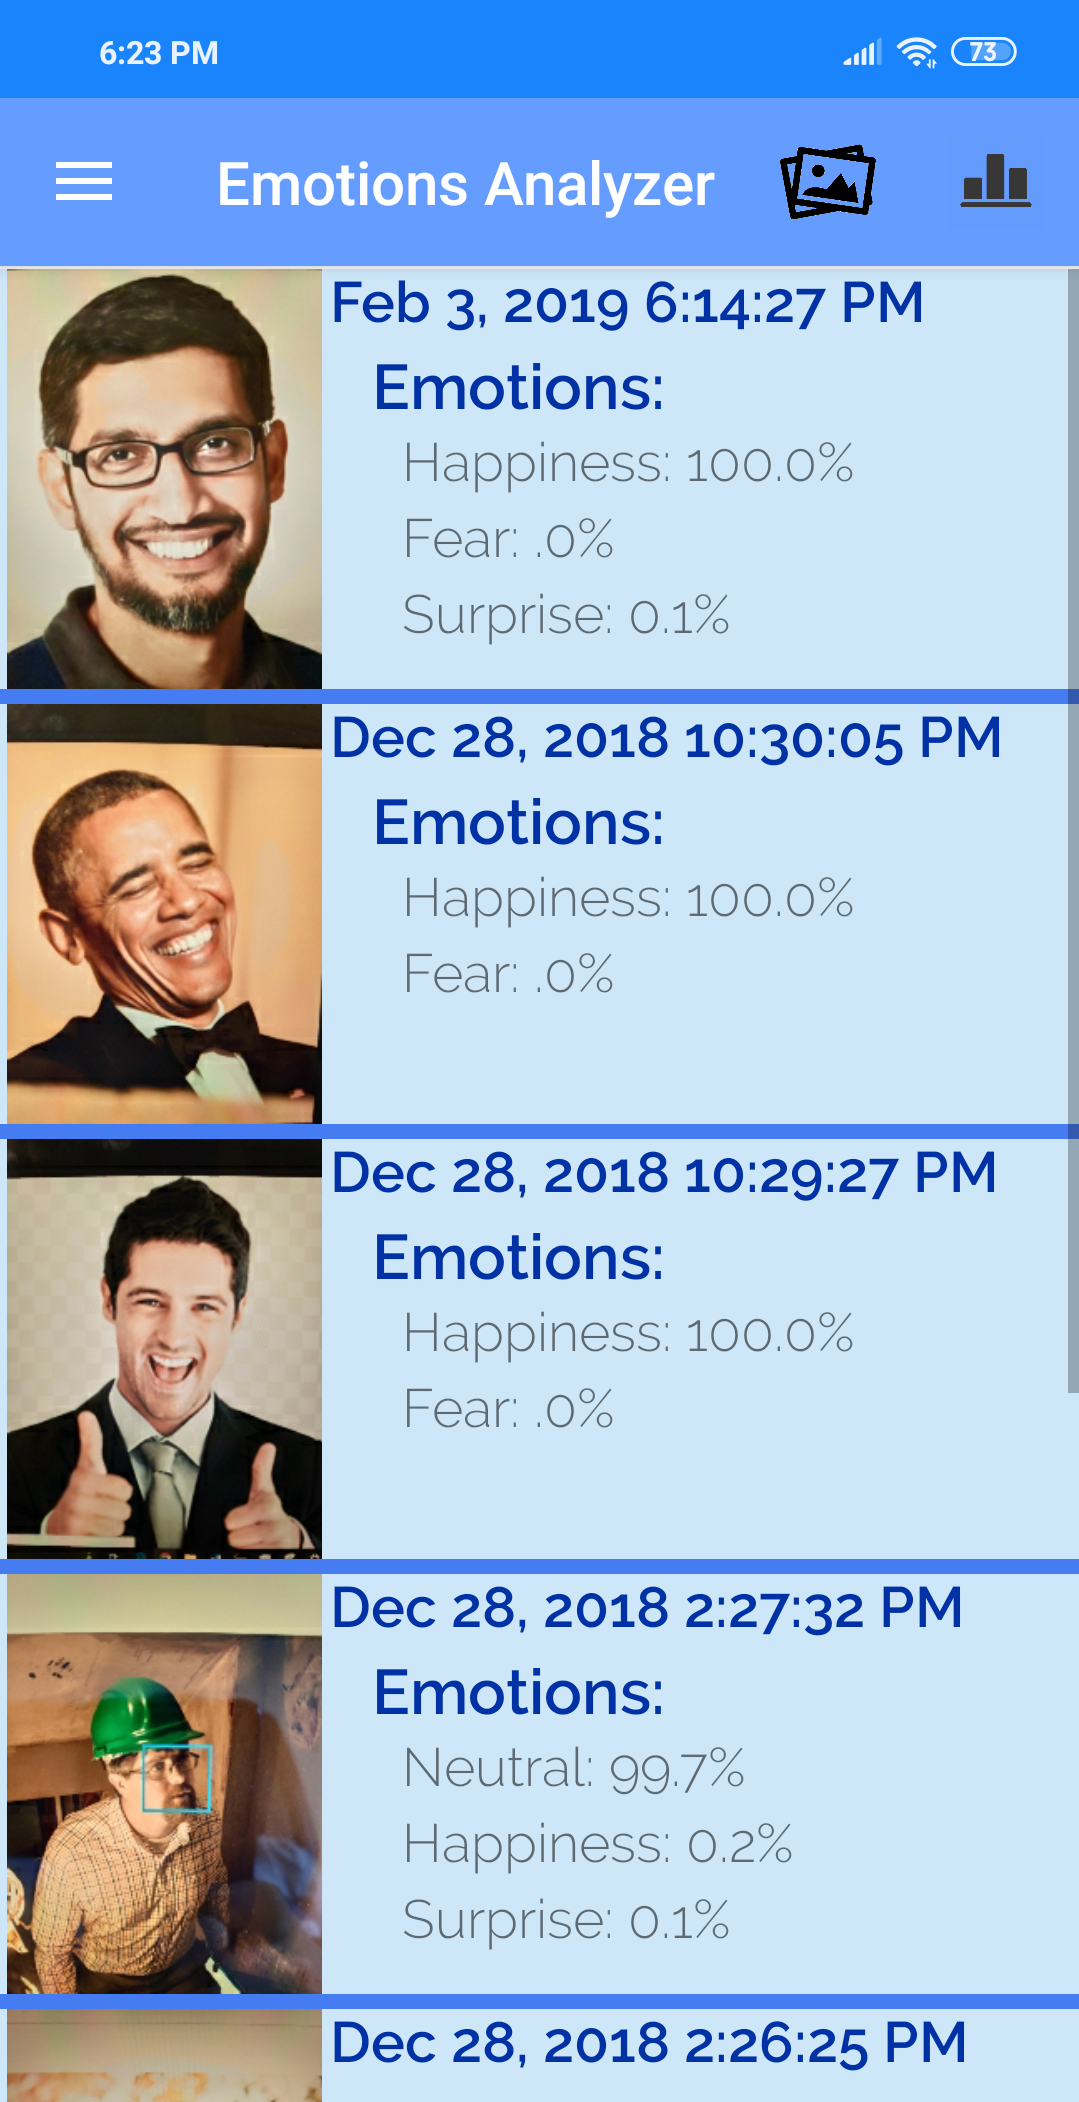 6:23 PM
73
Emotions Analyzer
Feb 3, 2019 6:14:27 PM
Emotions:
Happiness: 100.0%
Fear: .0%
Surprise: 0.1%
Dec 28, 2018 10:30:05 PM
Emotions:
Happiness: 100.0%
Fear: .0%
Dec 28, 2018 10:29:27 PM
Emotions:
Happiness: 100.0%
Fear: .0%
Dec 28, 2018 2:27:32 PM
Emotions:
Neutral: 99.7%
Happiness: 0.2%
Surprise: 0.1%
Dec 28, 2018 2:26:25 PM